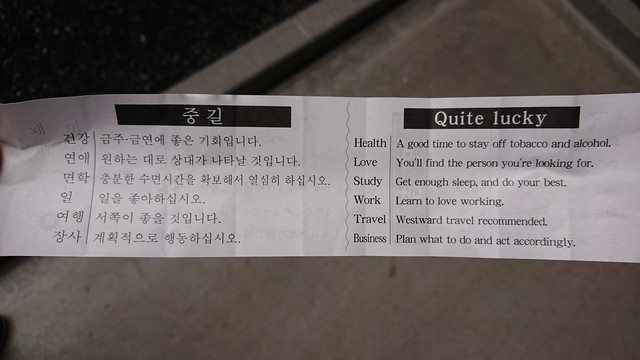 중길
건강 금주·금연에 좋은 기회입니다.
연애 원하는 대로 상대가 나타날 것입니다.
면학 충분한 수면시간을 확보해서 열심히 하십시오.
일 일을 좋아하십시오.
여행 서쪽이 좋을 것입니다.
장사 계획적으로 행동하십시오.
Quite lucky
Health A good time to stay off tobacco and alcohol.
Love You'll find the person you're looking for.
Study Get enough sleep, and do your best.
Work Learn to love working.
Travel Westward travel recommended.
Business Plan what to do and act accordingly.